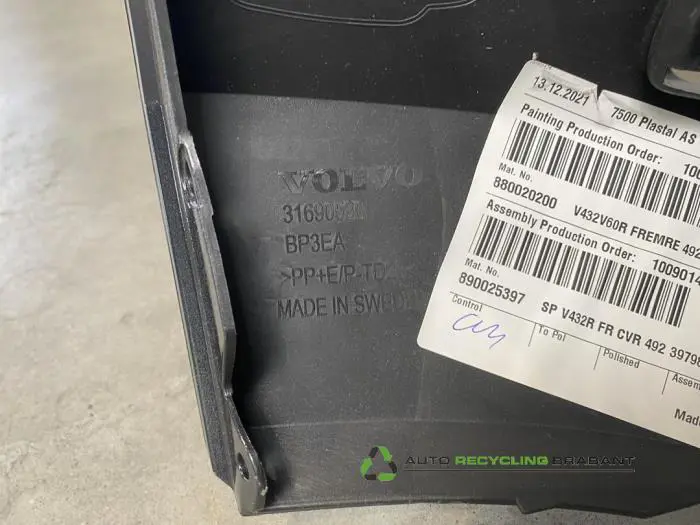 VOLVO
BP3EA
MADE IN
13.12.2021 7500 Plastal AS
Painting Production Order:
Mat. No:
880020200 V432V60R FREMRE 492
Assembly Production Order:
Mat. No:
890025397 SP V432R FR CVR 492
Control To Pol Polished
AUTO RECYCLING BRABANT